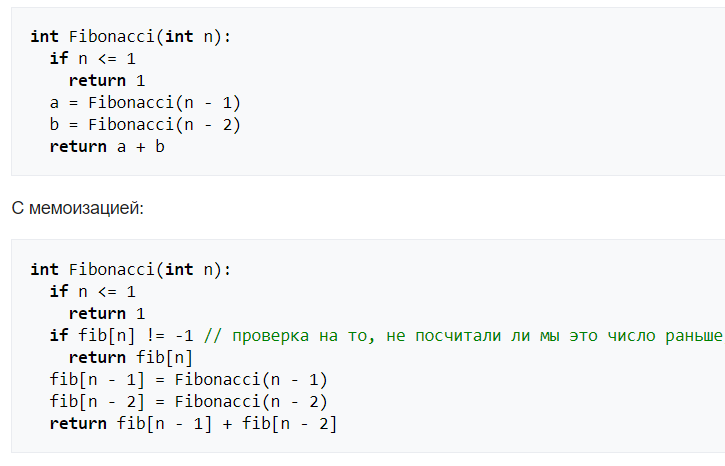 int Fibonacci(int n):
if n <= 1
return 1
a = Fibonacci(n - 1)
b = Fibonacci(n - 2)
return a + b
С мемоизацией:
int Fibonacci(int n):
if n <= 1
return 1
if fib[n] != -1 // проверка на то, не посчитали ли мы это число раньше
return fib[n]
fib[n - 1] = Fibonacci(n - 1)
fib[n - 2] = Fibonacci(n - 2)
return fib[n - 1] + fib[n - 2]